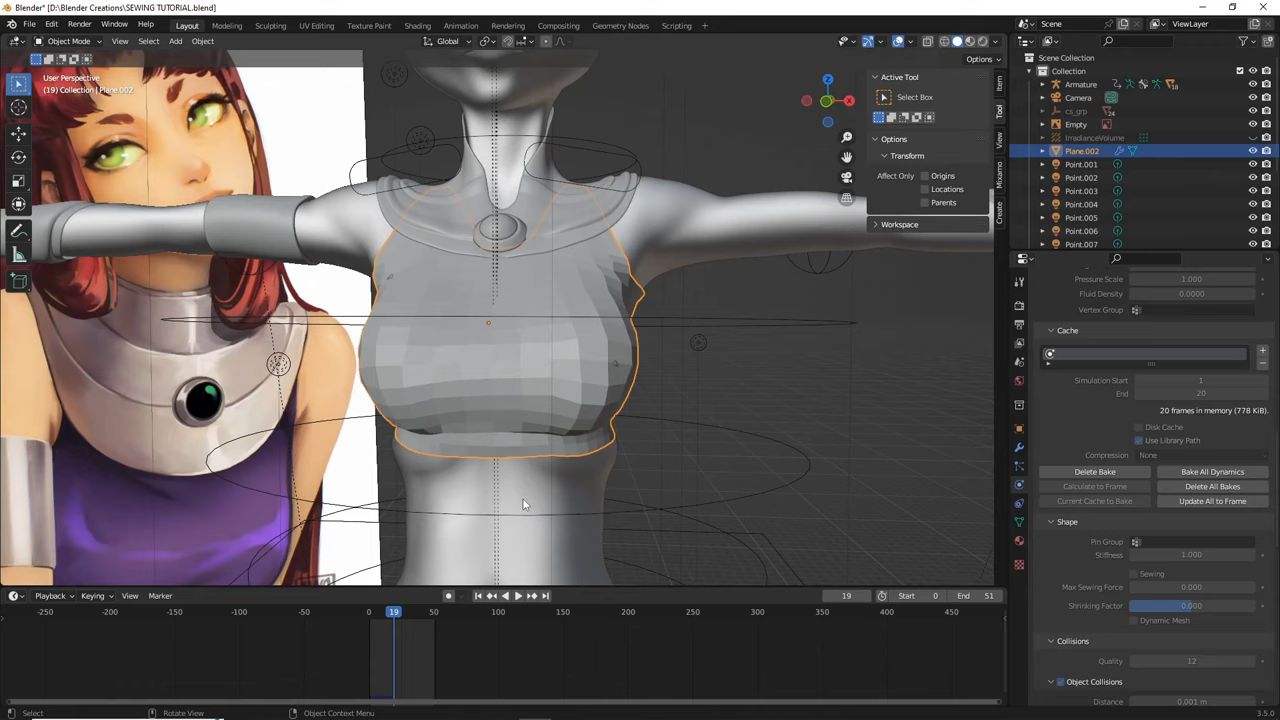 Blender* [D:\Blender Creations\SEWING TUTORIAL.blend]
File Edit Render Window Help Layout Modeling Sculpting UV Editing Texture Paint Shading Animation Rendering Compositing Geometry Nodes Scripting + Scene ViewLayer
Object Mode View Select Add Object Global
Options
User Perspective
(19) Collection | Plane.002
Active Tool
Select Box
Options
Transform
Affect Only Origins
Locations
Parents
Workspace
Item
Tool
View
Mixamo
Create
X
Z
Scene Collection
Collection
Armature 18
Camera
cs_grp 24
Empty
IrradianceVolume
Plane.002
Point.001
Point.002
Point.003
Point.004
Point.005
Point.006
Point.007
Pressure Scale 1.000
Fluid Density 0.0000
Vertex Group
Cache
Simulation Start 1
End 20
20 frames in memory (778 KiB).
Disk Cache
Use Library Path
Compression None
Delete Bake Bake All Dynamics
Calculate to Frame Delete All Bakes
Current Cache to Bake Update All to Frame
Shape
Pin Group
Stiffness 1.000
Sewing
Max Sewing Force 0.000
Shrinking Factor 0.000
Dynamic Mesh
Collisions
Quality 12
Object Collisions
Distance 0.001 m
Playback Keying View Marker 19 Start 0 End 51
-250 -200 -150 -100 -50 0 19 50 100 150 200 250 300 350 400 450
Select Rotate View Object Context Menu 3.5.0